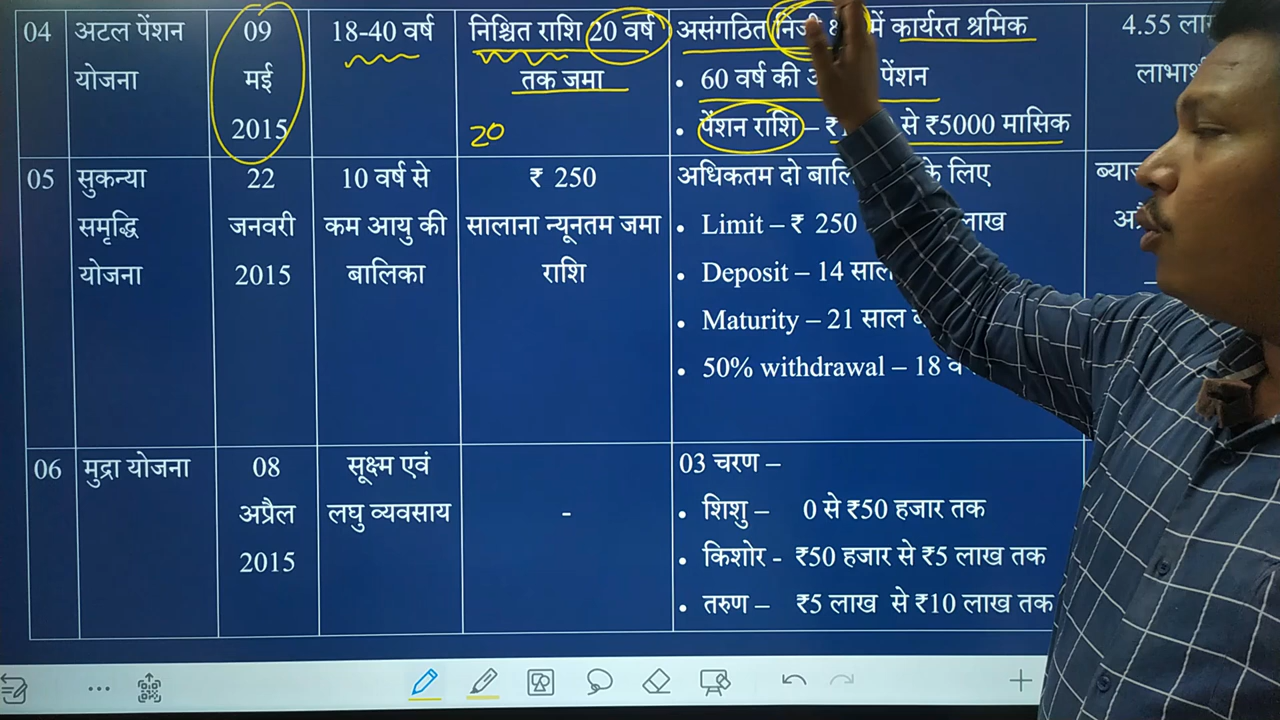 04 अटल पेंशन योजना 09 मई 2015 18-40 वर्ष निश्चित राशि 20 वर्ष तक जमा
असंगठित में कार्यरत श्रमिक
• 60 वर्ष की पेंशन
• पेंशन राशि – से ₹5000 मासिक
4.55
20
05 सुकन्या समृद्धि योजना 22 जनवरी 2015 10 वर्ष से कम आयु की बालिका ₹ 250 सालाना न्यूनतम जमा राशि
अधिकतम दो के लिए
• Limit – ₹ 250 लाख
• Deposit – 14
• Maturity – 21 साल
• 50% withdrawal – 18
06 मुद्रा योजना 08 अप्रैल 2015 सूक्ष्म एवं लघु व्यवसाय -
03 चरण –
• शिशु – 0 से ₹50 हजार तक
• किशोर - ₹50 हजार से ₹5 लाख तक
• तरुण – ₹5 लाख से ₹10 लाख तक